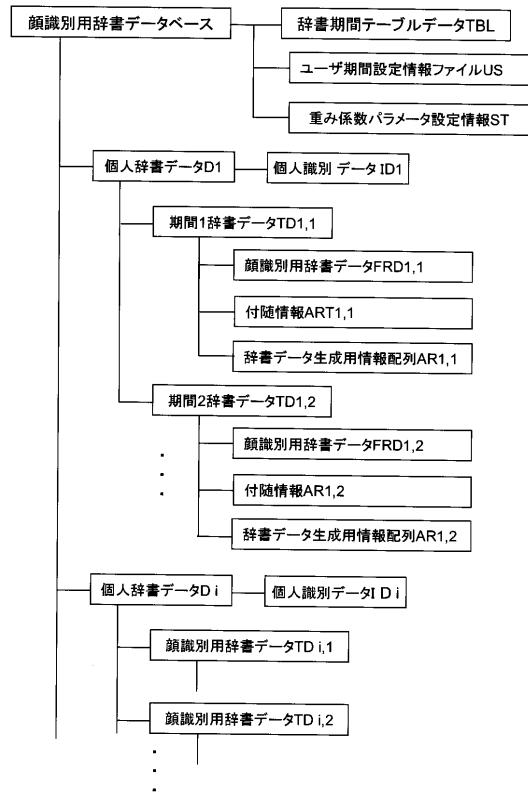 顔識別用辞書データベース
辞書期間テーブルデータTBL
ユーザ期間設定情報ファイルUS
重み係数パラメータ設定情報ST
個人辞書データD1
個人識別 データ ID1
期間1辞書データTD1,1
顔識別用辞書データFRD1,1
付随情報ART1,1
辞書データ生成用情報配列AR1,1
期間2辞書データTD1,2
顔識別用辞書データFRD1,2
付随情報AR1,2
辞書データ生成用情報配列AR1,2
個人辞書データD i
個人識別データI D i
顔識別用辞書データTD i,1
顔識別用辞書データTD i,2